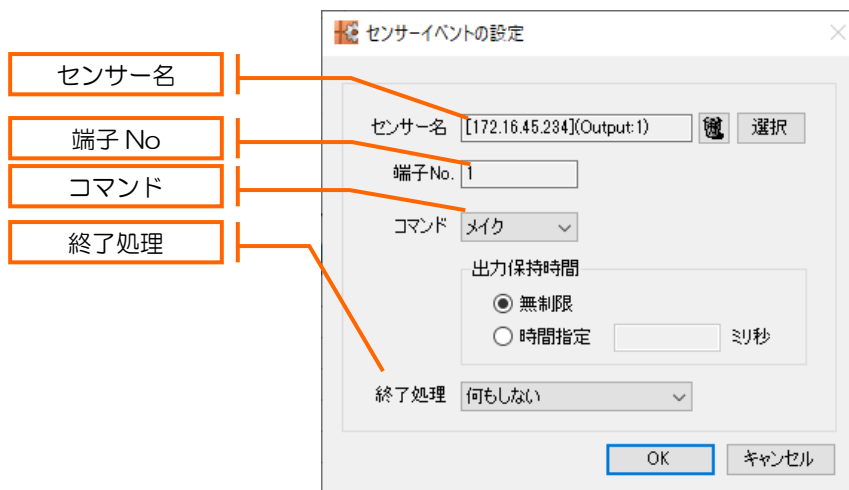 センサーイベントの設定
センサー名
端子 No
コマンド
終了処理
センサー名 [172.16.45.234](Output:1) 選択
端子No. 1
コマンド メイク
出力保持時間
無制限
時間指定 ミリ秒
終了処理 何もしない
OK キャンセル